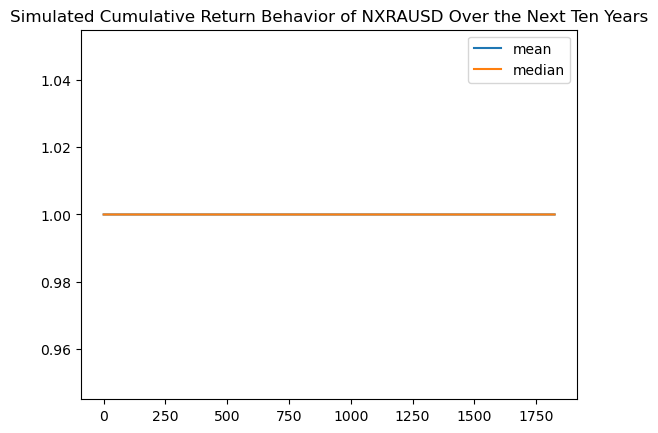 Simulated Cumulative Return Behavior of NXRAUSD Over the Next Ten Years
mean
median
1.04
1.02
1.00
0.98
0.96
0 250 500 750 1000 1250 1500 1750